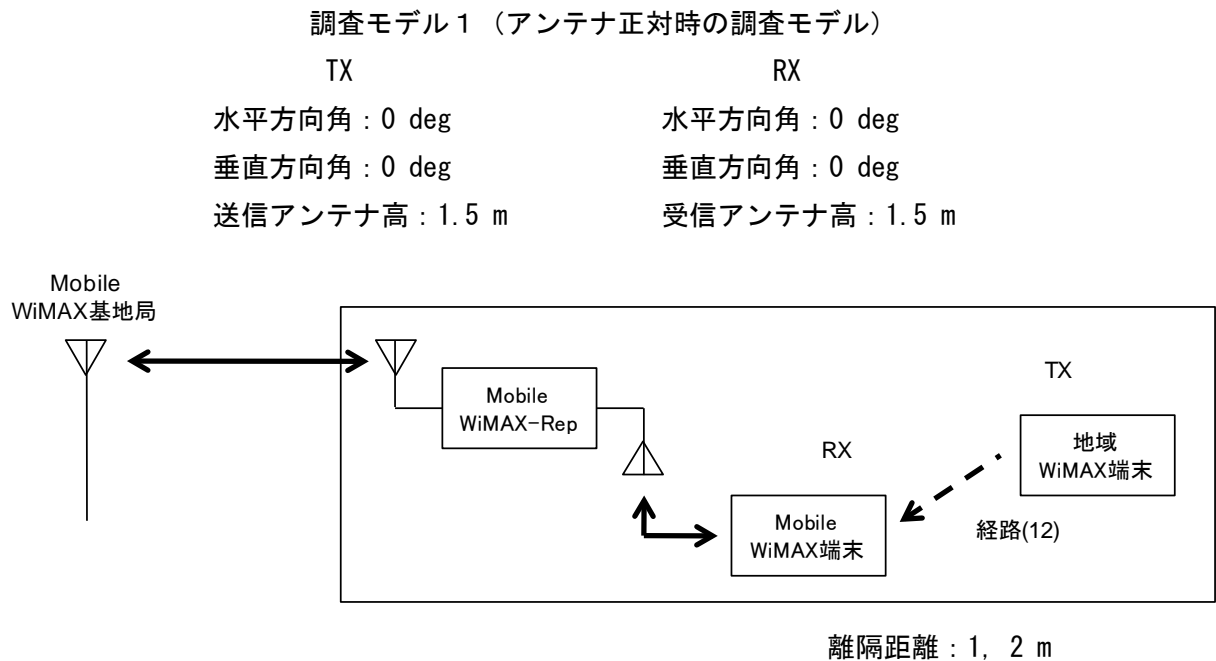 調査モデル１（アンテナ正対時の調査モデル）
TX RX
水平方向角：0 deg 水平方向角：0 deg
垂直方向角：0 deg 垂直方向角：0 deg
送信アンテナ高：1.5 m 受信アンテナ高：1.5 m
Mobile
WiMAX基地局
Mobile
WiMAX-Rep
RX
TX
地域
WiMAX端末
Mobile
WiMAX端末
経路(12)
離隔距離：1, 2 m